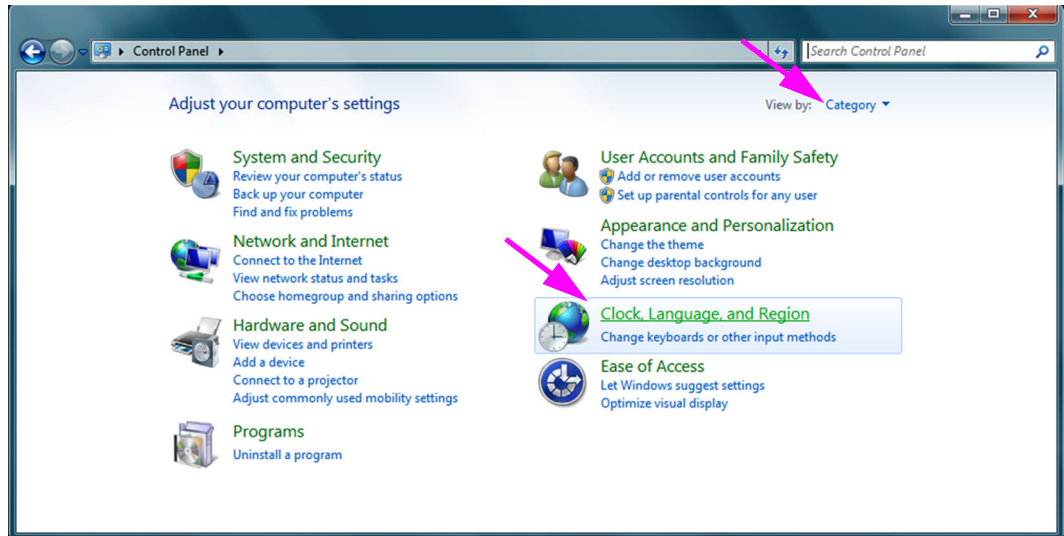 Control Panel
Search Control Panel
Adjust your computer's settings
View by: Category
System and Security
Review your computer's status
Back up your computer
Find and fix problems
Network and Internet
Connect to the Internet
View network status and tasks
Choose homegroup and sharing options
Hardware and Sound
View devices and printers
Add a device
Connect to a projector
Adjust commonly used mobility settings
Programs
Uninstall a program
User Accounts and Family Safety
Add or remove user accounts
Set up parental controls for any user
Appearance and Personalization
Change the theme
Change desktop background
Adjust screen resolution
Clock, Language, and Region
Change keyboards or other input methods
Ease of Access
Let Windows suggest settings
Optimize visual display